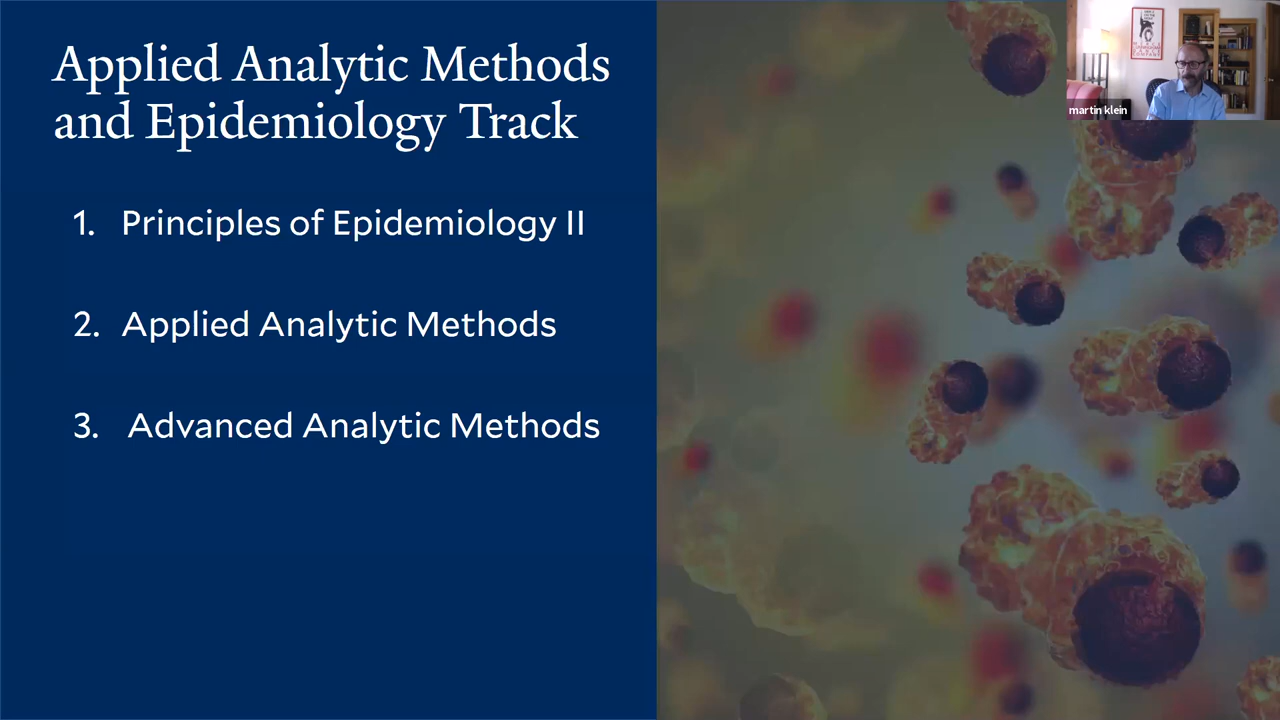 Applied Analytic Methods
and Epidemiology Track
1. Principles of Epidemiology II
2. Applied Analytic Methods
3. Advanced Analytic Methods
martin klein